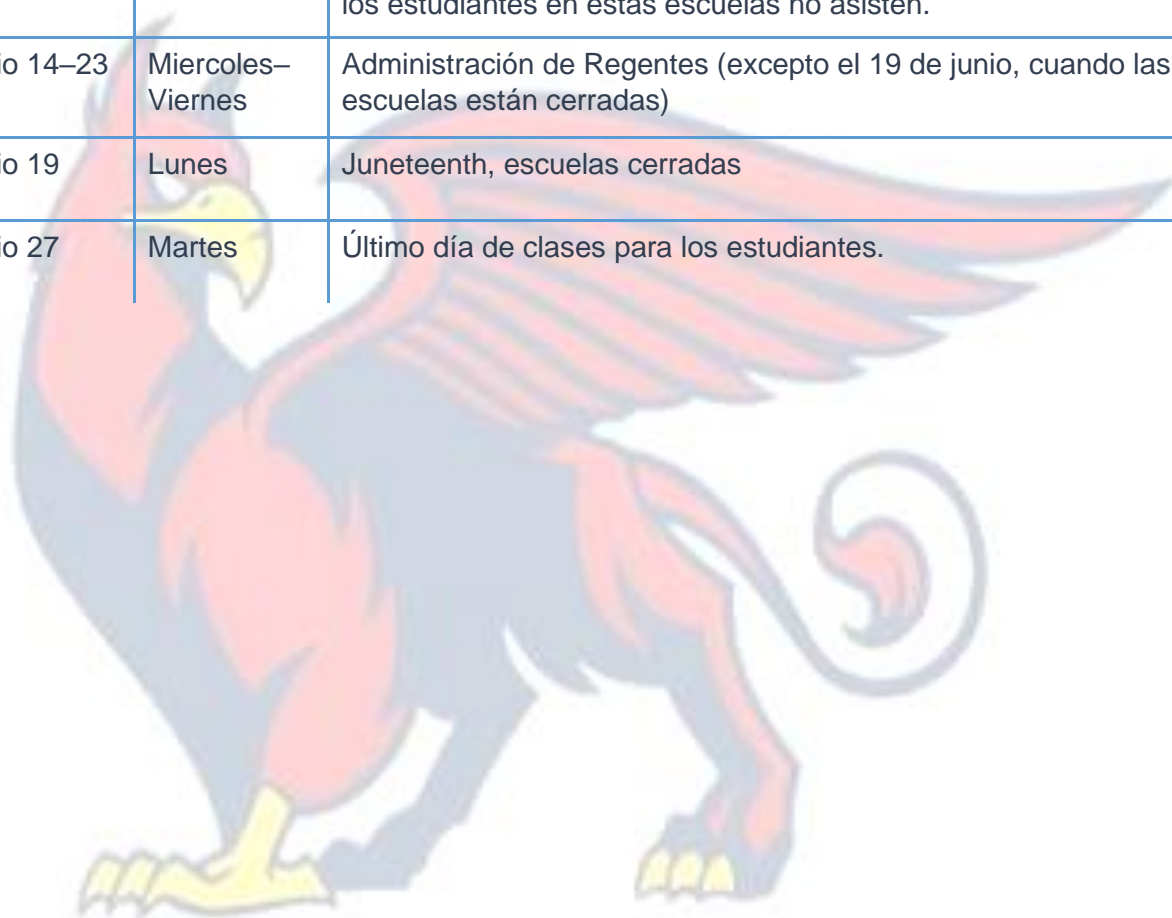 los estudiantes en estas escuelas no asisten.
io 14–23 Miercoles– Administración de Regentes (excepto el 19 de junio, cuando las
Viernes escuelas están cerradas)
io 19 Lunes Juneteenth, escuelas cerradas
io 27 Martes Último día de clases para los estudiantes.